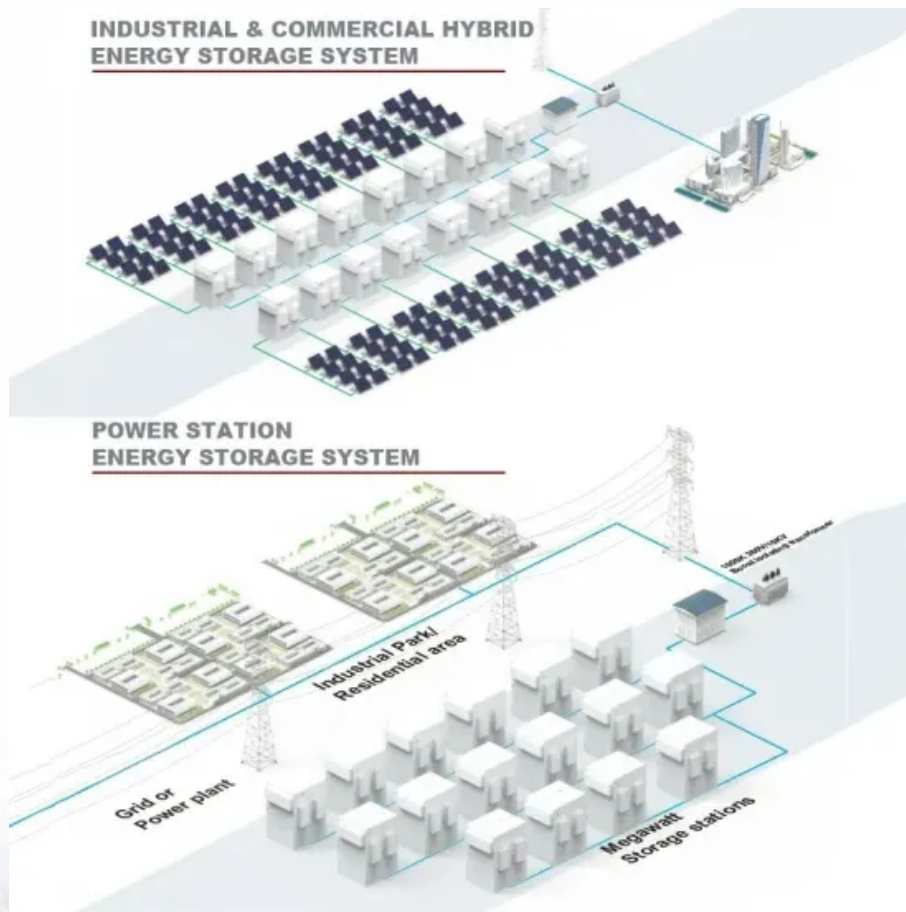 INDUSTRIAL & COMMERCIAL HYBRID
ENERGY STORAGE SYSTEM
POWER STATION
ENERGY STORAGE SYSTEM
Industrial Park/
Residential area
Grid or
Power plant
Megawatt
Storage stations